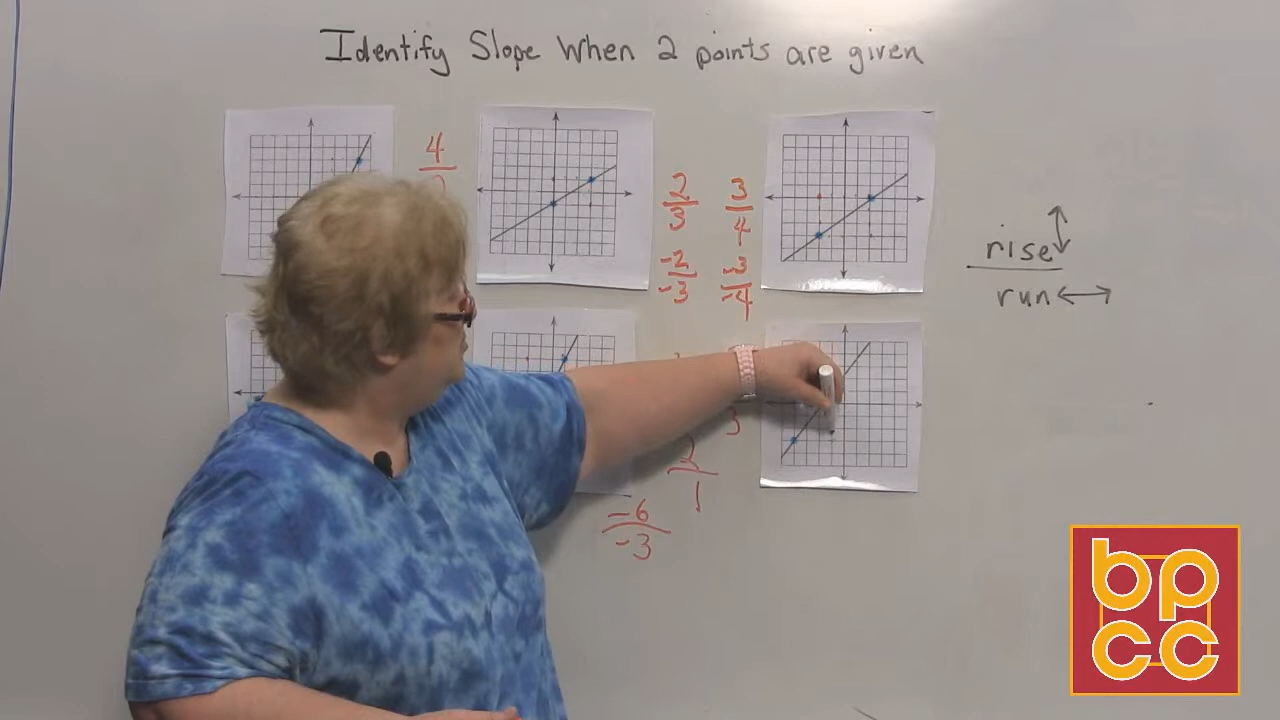 Identify Slope When 2 points are given
4
2
3
3
4
-2
-3
-3
-4
rise
run
3
2
1
-6
-3
bp
cc